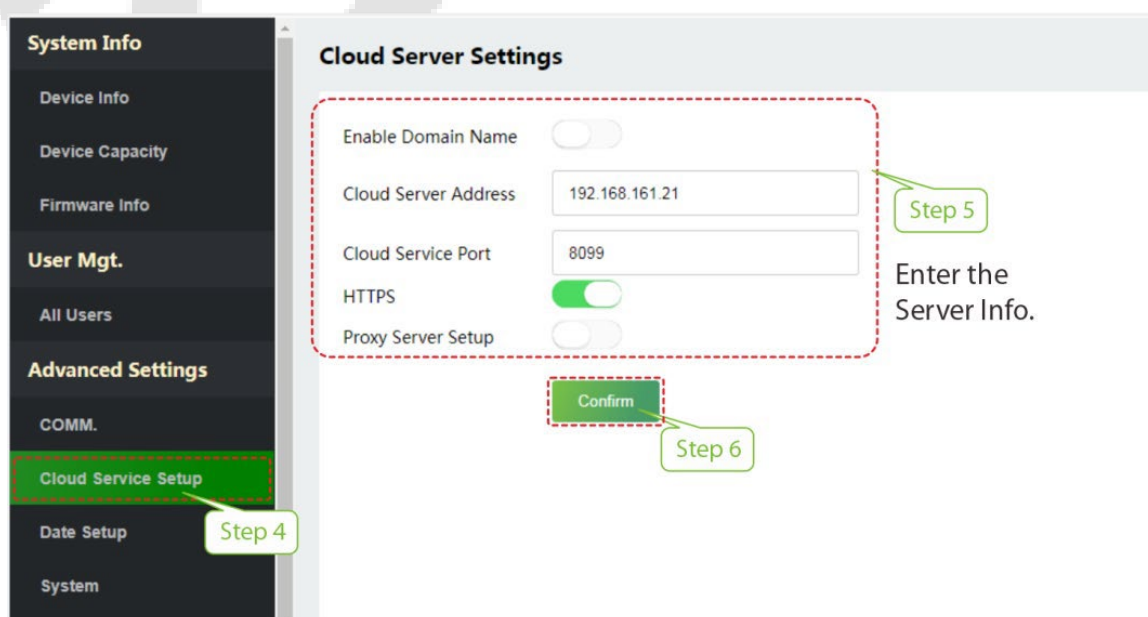 System Info
Device Info
Device Capacity
Firmware Info
User Mgt.
All Users
Advanced Settings
COMM.
Cloud Service Setup
Date Setup
System
Step 4
Cloud Server Settings
Enable Domain Name
Cloud Server Address 192.168.161.21
Cloud Service Port 8099
HTTPS
Proxy Server Setup
Confirm
Step 5
Enter the
Server Info.
Step 6